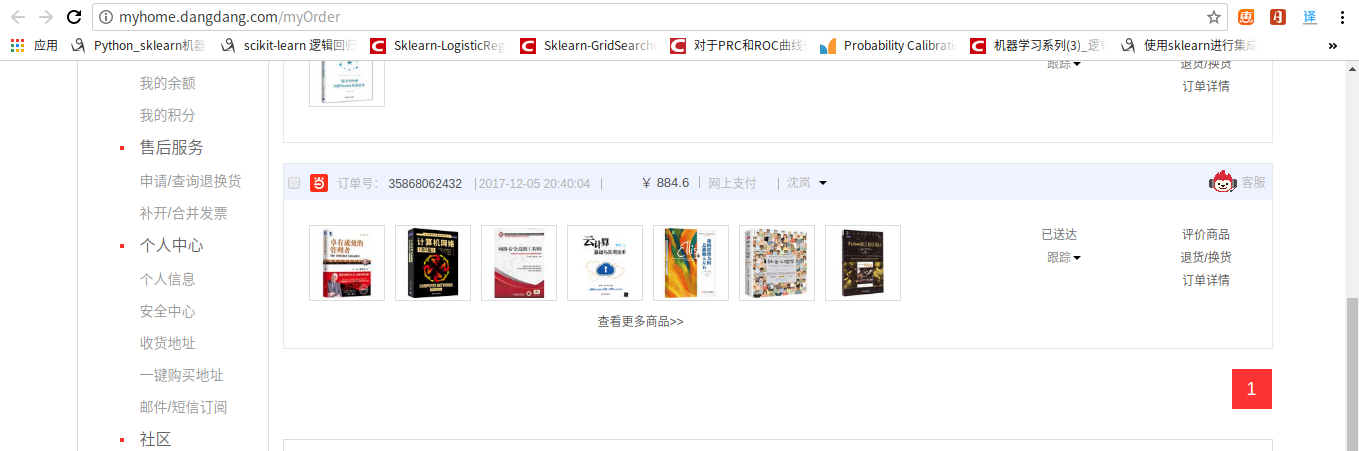 myhome.dangdang.com/myOrder
译
应用
Python_sklearn机器
scikit-learn 逻辑回归
Sklearn-LogisticReg
Sklearn-GridSearch
对于PRC和ROC曲线
Probability Calibrati
机器学习系列(3)_逻
使用sklearn进行集成
»
我的余额
我的积分
售后服务
申请/查询退换货
补开/合并发票
个人中心
个人信息
安全中心
收货地址
一键购买地址
邮件/短信订阅
社区
跟踪
退货/换货
订单详情
订单号: 35868062432 | 2017-12-05 20:40:04 | ¥ 884.6 | 网上支付 | 沈岚
客服
卓有成效的
管理者
计算机网络
COMPUTER NETWORKS
网络安全高级工程师
云计算
已送达
跟踪
评价商品
退货/换货
订单详情
查看更多商品>>
1